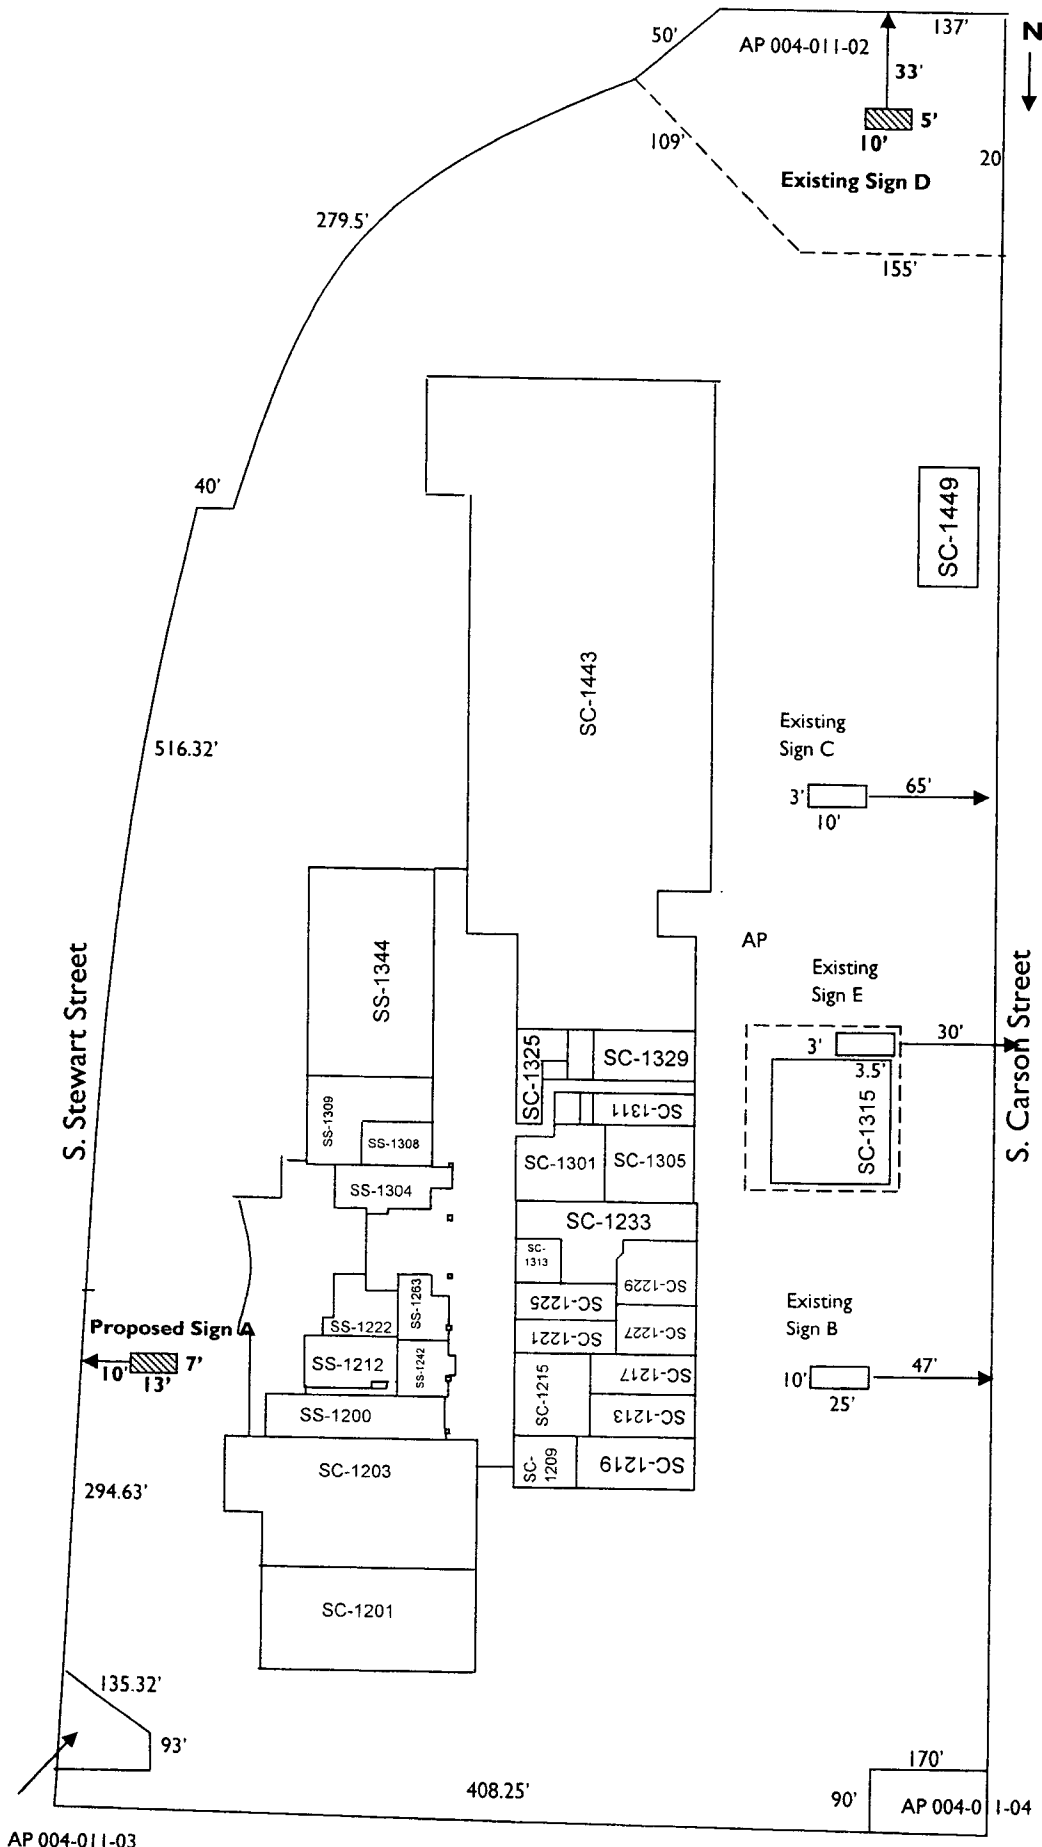 137'
50'
AP 004-011-02
N
33'
5'
10'
109'
20
Existing Sign D
279.5'
155'
40'
SC-1449
SC-1443
516.32'
Existing
Sign C
65'
3'
10'
S. Stewart Street
SS-1344
AP
Existing
Sign E
S. Carson Street
30'
3'
3.5'
SC-1325
SC-1329
SC-1311
SC-1315
SS-1309
SS-1308
SC-1301
SC-1305
SS-1304
SC-1233
SC-
1313
SC-1229
SS-1263
SC-1225
Existing
Sign B
Proposed Sign A
SS-1222
SC-1221
SC-1227
10'
13'
7'
SS-1212
SS-1242
SC-1215
SC-1217
47'
10'
25'
SS-1200
SC-1213
SC-1203
SC-
1209
SC-1219
294.63'
SC-1201
135.32'
93'
170'
408.25'
90'
AP 004-011-04
AP 004-011-03